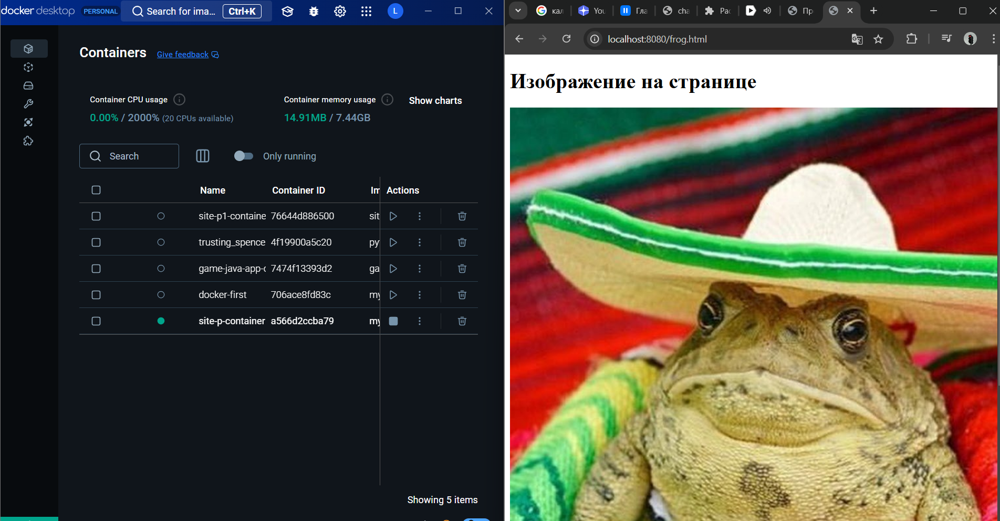 docker desktop PERSONAL Search for ima... Ctrl+K L
Containers Give feedback
Container CPU usage
0.00% / 2000% (20 CPUs available)
Container memory usage
14.91MB / 7.44GB
Show charts
Search Only running
Name Container ID Im Actions
site-p1-containe 76644d886500 sit
trusting_spence 4f19900a5c20 py
game-java-app-c 7474f13393d2 ga
docker-first 706ace8fd83c my
site-p-container a566d2ccba79 my
Showing 5 items
кал You Гла cha Рас Пр
localhost:8080/frog.html
Изображение на странице